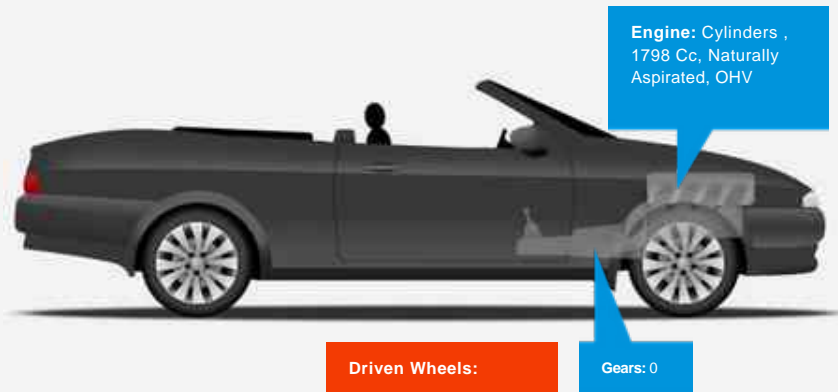 Engine: Cylinders ,
1798 Cc, Naturally
Aspirated, OHV
Driven Wheels:
Gears: 0